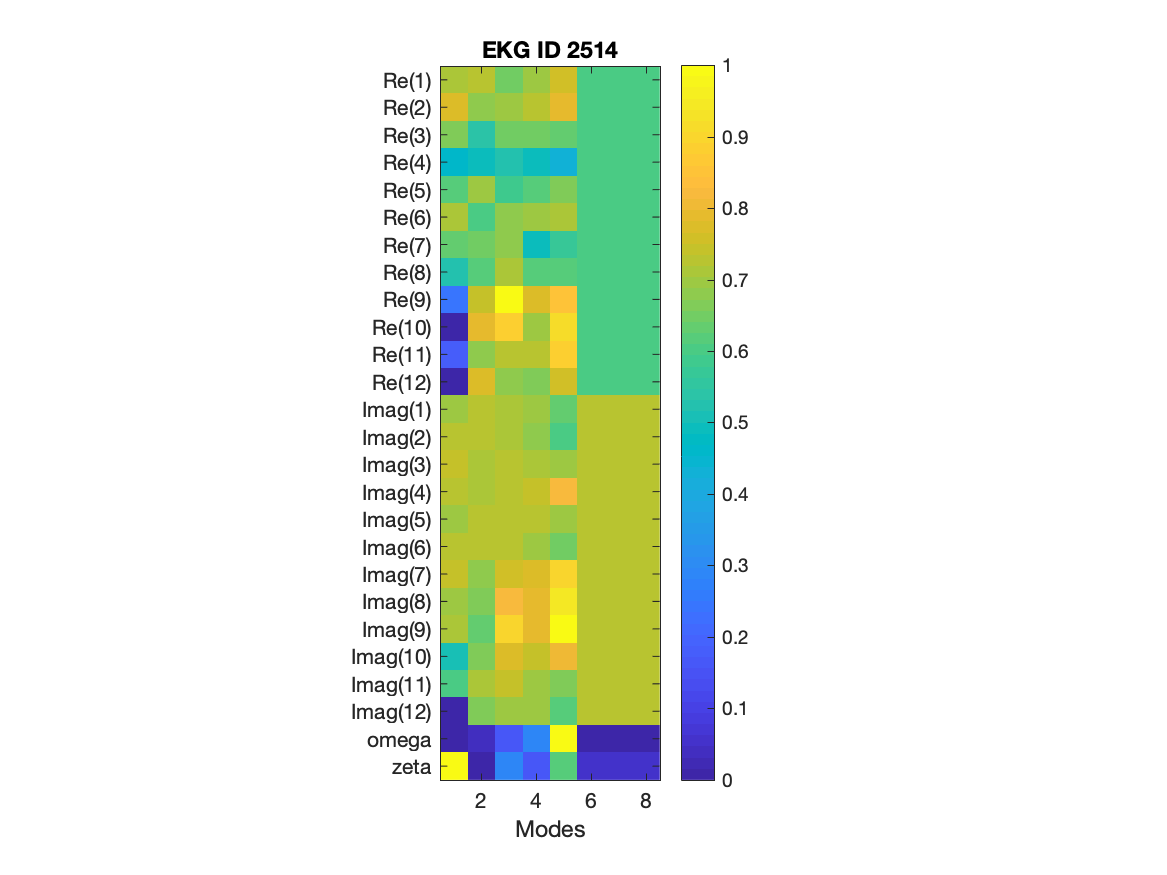 EKG ID 2514
Re(1)
Re(2)
Re(3)
Re(4)
Re(5)
Re(6)
Re(7)
Re(8)
Re(9)
Re(10)
Re(11)
Re(12)
Imag(1)
Imag(2)
Imag(3)
Imag(4)
Imag(5)
Imag(6)
Imag(7)
Imag(8)
Imag(9)
Imag(10)
Imag(11)
Imag(12)
omega
zeta
2 4 6 8
Modes
1
0.9
0.8
0.7
0.6
0.5
0.4
0.3
0.2
0.1
0